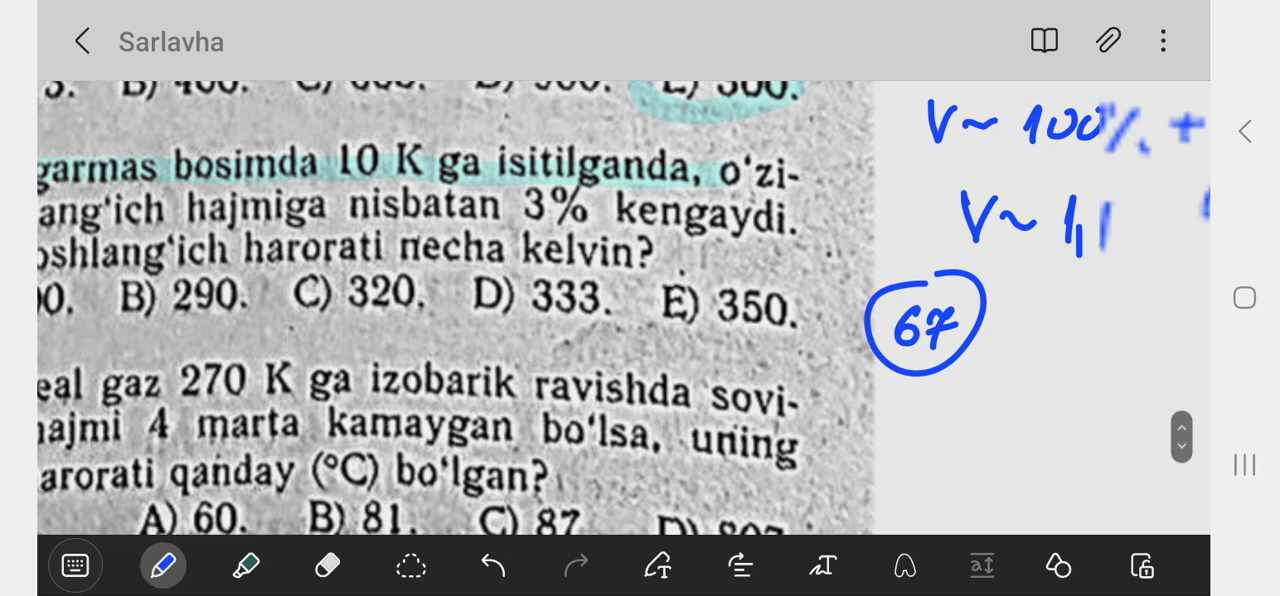 Sarlavha
E) 300.
garmas bosimda 10 K ga isitilganda, o‘zi-
ang‘ich hajmiga nisbatan 3% kengaydi.
oshlang‘ich harorati necha kelvin?
00. B) 290. C) 320. D) 333. E) 350.
eal gaz 270 K ga izobarik ravishda sovi-
hajmi 4 marta kamaygan bo‘lsa, uning
arorati qanday (°C) bo‘lgan?
A) 60. B) 81. C) 87
V~ 100% +
V~ 1,1
67